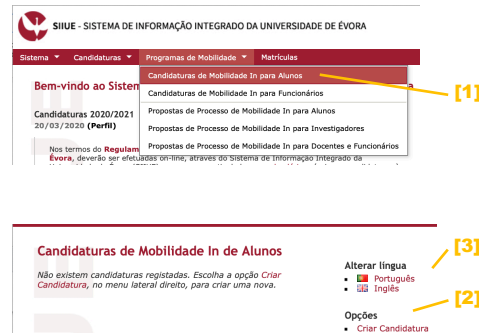 SIIUE - SISTEMA DE INFORMAÇÃO INTEGRADO DA UNIVERSIDADE DE ÉVORA
Sistema Candidaturas Programas de Mobilidade Matrículas
Candidaturas de Mobilidade In para Alunos
[1]
Bem-vindo ao Sistem
Candidaturas de Mobilidade In para Funcionários
Candidaturas 2020/2021
Propostas de Processo de Mobilidade In para Alunos
20/03/2020 (Perfil)
Propostas de Processo de Mobilidade In para Investigadores
Nos termos do Regulam
Propostas de Processo de Mobilidade In para Docentes e Funcionários
Évora, deverão ser efetuadas on-line, através do Sistema de Informação Integrado da
Candidaturas de Mobilidade In de Alunos
[3]
Alterar língua
Não existem candidaturas registadas. Escolha a opção Criar
Candidatura, no menu lateral direito, para criar uma nova.
Português
Inglês
[2]
Opções
Criar Candidatura